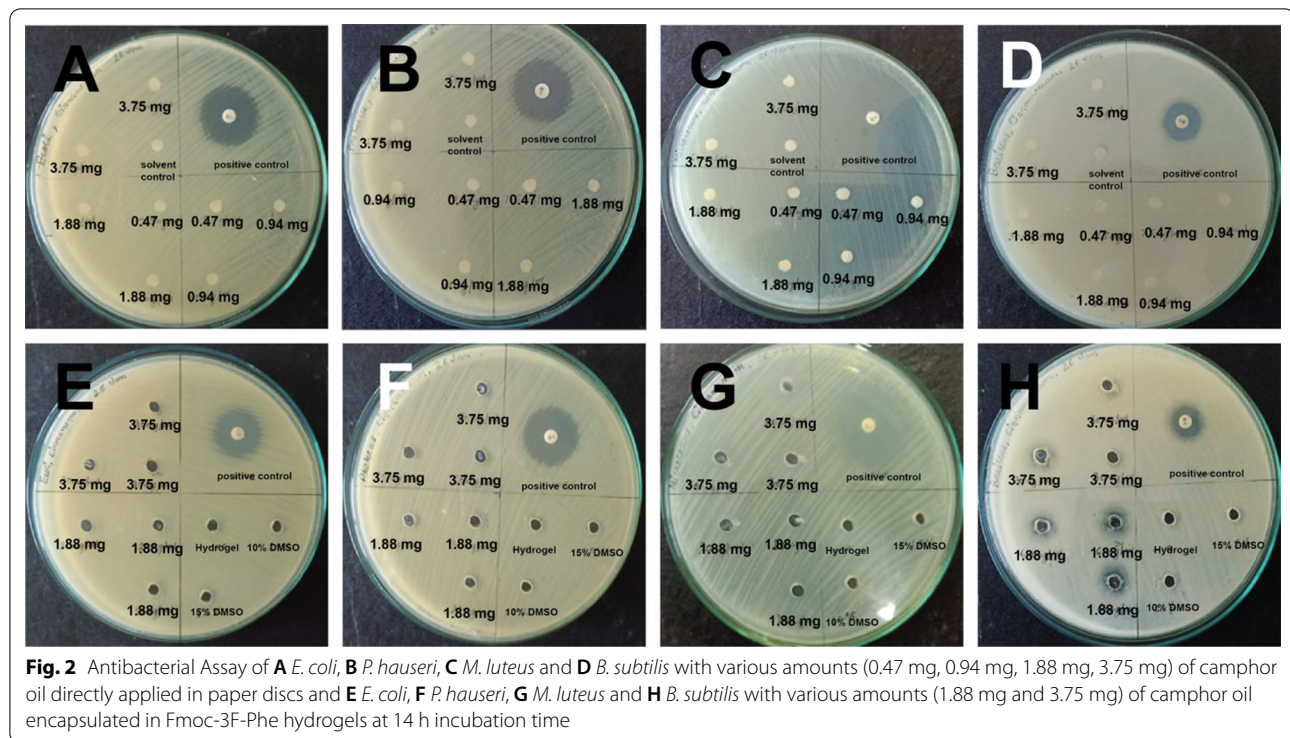 A
3.75 mg
3.75 mg
solvent
control
positive control
1.88 mg
0.47 mg
0.47 mg
0.94 mg
1.88 mg
0.94 mg
B
3.75 mg
3.75 mg
solvent
control
positive control
0.94 mg
0.47 mg
0.47 mg
1.88 mg
0.94 mg
1.88 mg
C
3.75 mg
3.75 mg
solvent
control
positive control
1.88 mg
0.47 mg
0.47 mg
0.94 mg
1.88 mg
0.94 mg
D
3.75 mg
3.75 mg
solvent
control
positive control
1.88 mg
0.47 mg
0.47 mg
0.94 mg
1.88 mg
0.94 mg
E
3.75 mg
3.75 mg
3.75 mg
positive control
1.88 mg
1.88 mg
Hydrogel
10% DMSO
1.88 mg
15% DMSO
F
3.75 mg
3.75 mg
3.75 mg
positive control
1.88 mg
1.88 mg
Hydrogel
15% DMSO
1.88 mg
10% DMSO
G
3.75 mg
3.75 mg
3.75 mg
positive control
1.88 mg
1.88 mg
Hydrogel
15% DMSO
1.88 mg
10% DMSO
H
3.75 mg
3.75 mg
3.75 mg
positive control
1.88 mg
1.88 mg
Hydrogel
15% DMSO
1.88 mg
10% DMSO
Fig. 2 Antibacterial Assay of A E. coli, B P. hauseri, C M. luteus and D B. subtilis with various amounts (0.47 mg, 0.94 mg, 1.88 mg, 3.75 mg) of camphor
oil directly applied in paper discs and E E. coli, F P. hauseri, G M. luteus and H B. subtilis with various amounts (1.88 mg and 3.75 mg) of camphor oil
encapsulated in Fmoc-3F-Phe hydrogels at 14 h incubation time